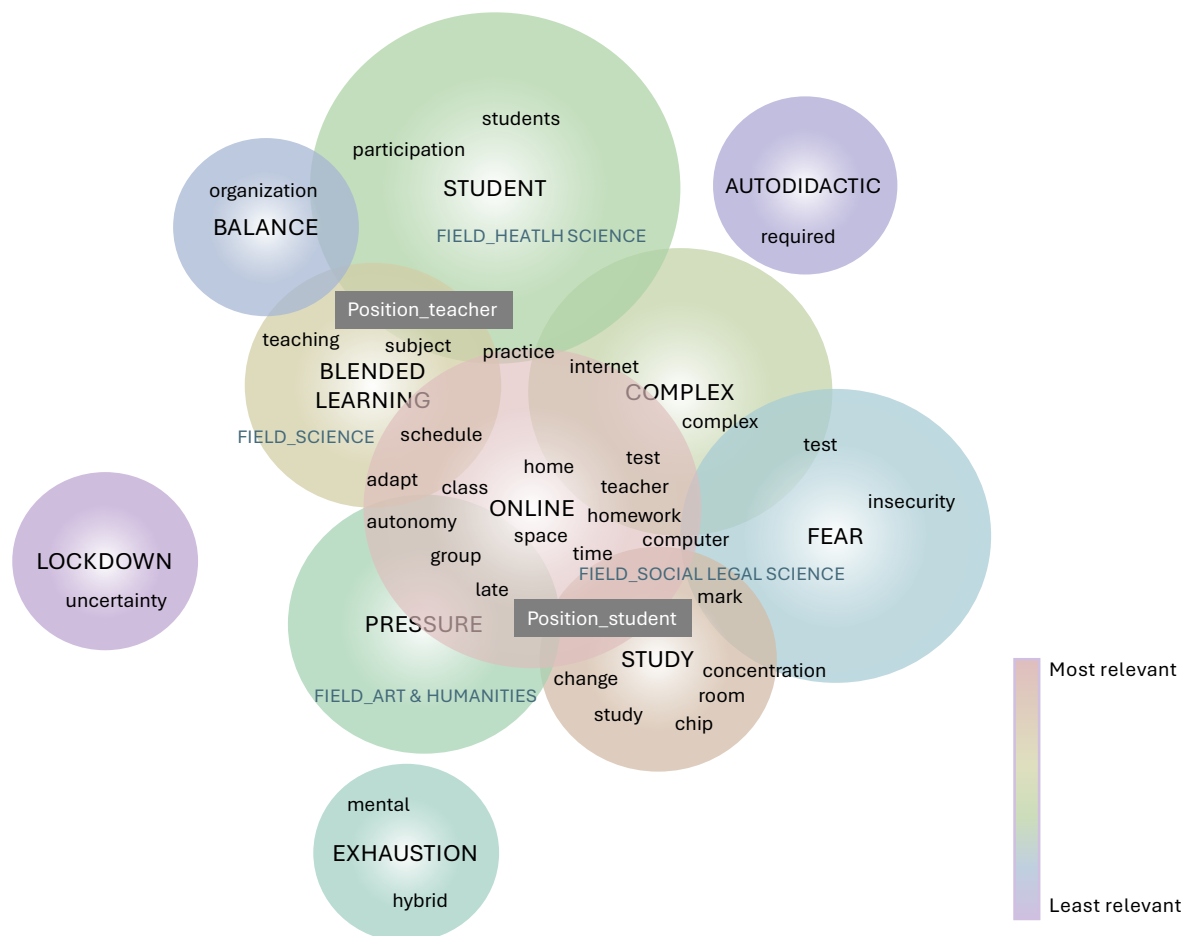 students
participation
STUDENT
FIELD_HEATLH SCIENCE
organization
BALANCE
AUTODIDACTIC
required
Position_teacher
teaching
subject
practice
BLENDED
LEARNING
FIELD_SCIENCE
schedule
internet
COMPLEX
complex
test
insecurity
FEAR
home
test
adapt
class
teacher
ONLINE
homework
autonomy
space
computer
group
time
FIELD_SOCIAL LEGAL SCIENCE
late
mark
LOCKDOWN
uncertainty
PRESSURE
Position_student
STUDY
change
concentration
room
FIELD_ART & HUMANITIES
study
chip
mental
EXHAUSTION
hybrid
Most relevant
Least relevant